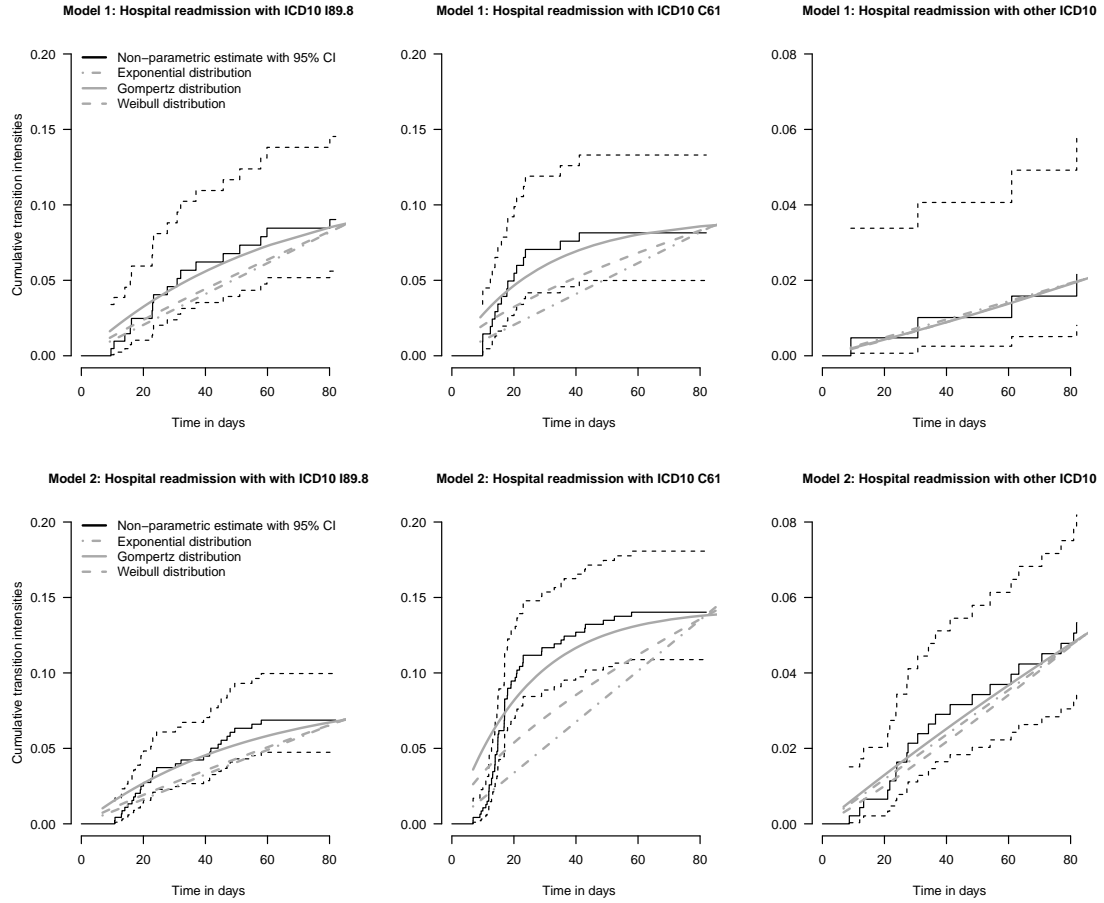 Model 1: Hospital readmission with ICD10 I89.8
Cumulative transition intensities
0.20
0.15
0.10
0.05
0.00
Non−parametric estimate with 95% CI
Exponential distribution
Gompertz distribution
Weibull distribution
0 20 40 60 80
Time in days
Model 1: Hospital readmission with ICD10 C61
0.20
0.15
0.10
0.05
0.00
0 20 40 60 80
Time in days
Model 1: Hospital readmission with other ICD10
0.08
0.06
0.04
0.02
0.00
0 20 40 60 80
Time in days
Model 2: Hospital readmission with with ICD10 I89.8
Cumulative transition intensities
0.20
0.15
0.10
0.05
0.00
Non−parametric estimate with 95% CI
Exponential distribution
Gompertz distribution
Weibull distribution
0 20 40 60 80
Time in days
Model 2: Hospital readmission with ICD10 C61
0.20
0.15
0.10
0.05
0.00
0 20 40 60 80
Time in days
Model 2: Hospital readmission with other ICD10
0.08
0.06
0.04
0.02
0.00
0 20 40 60 80
Time in days